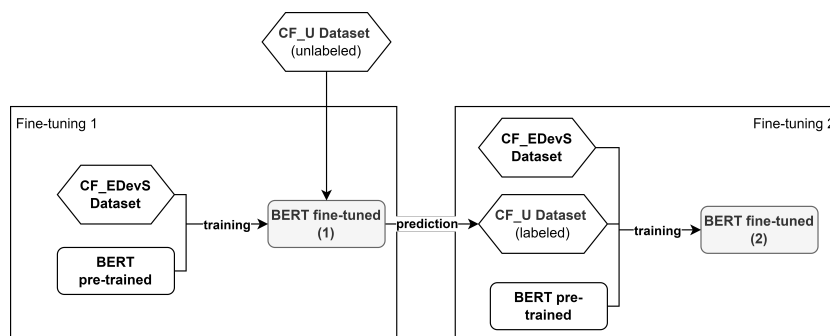 CF_U Dataset
(unlabeled)
Fine-tuning 1
CF_EDevS
Dataset
BERT
pre-trained
training
BERT fine-tuned
(1)
prediction
Fine-tuning 2
CF_EDevS
Dataset
CF_U Dataset
(labeled)
BERT pre-
trained
training
BERT fine-tuned
(2)